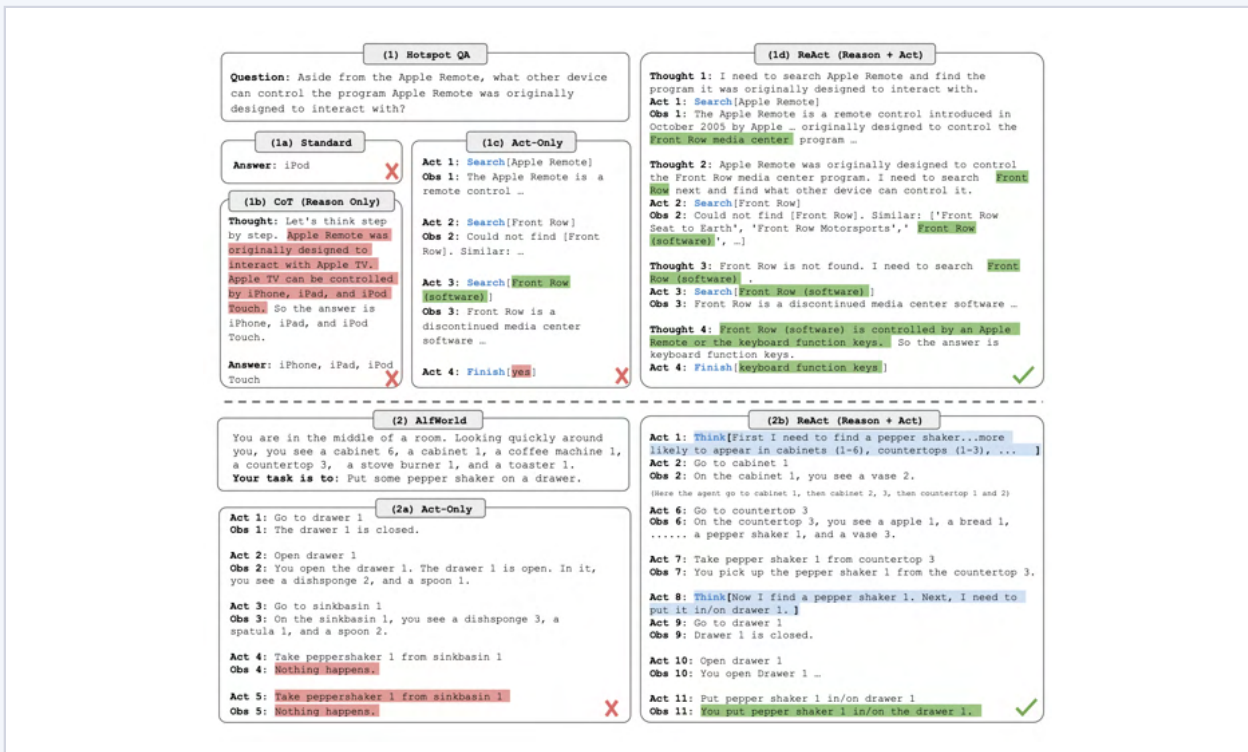 (1) Hotspot QA
Question: Aside from the Apple Remote, what other device
can control the program Apple Remote was originally
designed to interact with?
(1a) Standard
Answer: iPod
(1b) CoT (Reason Only)
Thought: Let's think step
by step. Apple Remote was
originally designed to
interact with Apple TV.
Apple TV can be controlled
by iPhone, iPad, and iPod
Touch. So the answer is
iPhone, iPad, and iPod
Touch.
Answer: iPhone, iPad, iPod
Touch
(1c) Act-Only
Act 1: Search[Apple Remote]
Obs 1: The Apple Remote is a
remote control …
Act 2: Search[Front Row]
Obs 2: Could not find [Front
Row]. Similar: …
Act 3: Search[Front Row
(software)]
Obs 3: Front Row is a
discontinued media center
software …
Act 4: Finish[yes]
(1d) ReAct (Reason + Act)
Thought 1: I need to search Apple Remote and find the
program it was originally designed to interact with.
Act 1: Search[Apple Remote]
Obs 1: The Apple Remote is a remote control introduced in
October 2005 by Apple … originally designed to control the
Front Row media center program …
Thought 2: Apple Remote was originally designed to control
the Front Row media center program. I need to search Front
Row next and find what other device can control it.
Act 2: Search[Front Row]
Obs 2: Could not find [Front Row]. Similar: ['Front Row
Seat to Earth', 'Front Row Motorsports',' Front Row
(software)', …]
Thought 3: Front Row is not found. I need to search Front
Row (software) .
Act 3: Search[Front Row (software)]
Obs 3: Front Row is a discontinued media center software …
Thought 4: Front Row (software) is controlled by an Apple
Remote or the keyboard function keys. So the answer is
keyboard function keys.
Act 4: Finish[keyboard function keys]
(2) AlfWorld
You are in the middle of a room. Looking quickly around
you, you see a cabinet 6, a cabinet 1, a coffee machine 1,
a countertop 3, a stove burner 1, and a toaster 1.
Your task is to: Put some pepper shaker on a drawer.
(2a) Act-Only
Act 1: Go to drawer 1
Obs 1: The drawer 1 is closed.
Act 2: Open drawer 1
Obs 2: You open the drawer 1. The drawer 1 is open. In it,
you see a dishsponge 2, and a spoon 1.
Act 3: Go to sinkbasin 1
Obs 3: On the sinkbasin 1, you see a dishsponge 3, a
spatula 1, and a spoon 2.
Act 4: Take peppershaker 1 from sinkbasin 1
Obs 4: Nothing happens.
Act 5: Take peppershaker 1 from sinkbasin 1
Obs 5: Nothing happens.
(2b) ReAct (Reason + Act)
Act 1: Think[First I need to find a pepper shaker...more
likely to appear in cabinets (1-6), countertops (1-3), ... ]
Act 2: Go to cabinet 1
Obs 2: On the cabinet 1, you see a vase 2.
(Here the agent go to cabinet 1, then cabinet 2, 3, then countertop 1 and 2)
Act 6: Go to countertop 3
Obs 6: On the countertop 3, you see a apple 1, a bread 1,
...... a pepper shaker 1, and a vase 3.
Act 7: Take pepper shaker 1 from countertop 3
Obs 7: You pick up the pepper shaker 1 from the countertop 3.
Act 8: Think[Now I find a pepper shaker 1. Next, I need to
put it in/on drawer 1. ]
Act 9: Go to drawer 1
Obs 9: Drawer 1 is closed.
Act 10: Open drawer 1
Obs 10: You open Drawer 1 …
Act 11: Put pepper shaker 1 in/on drawer 1
Obs 11: You put pepper shaker 1 in/on the drawer 1.